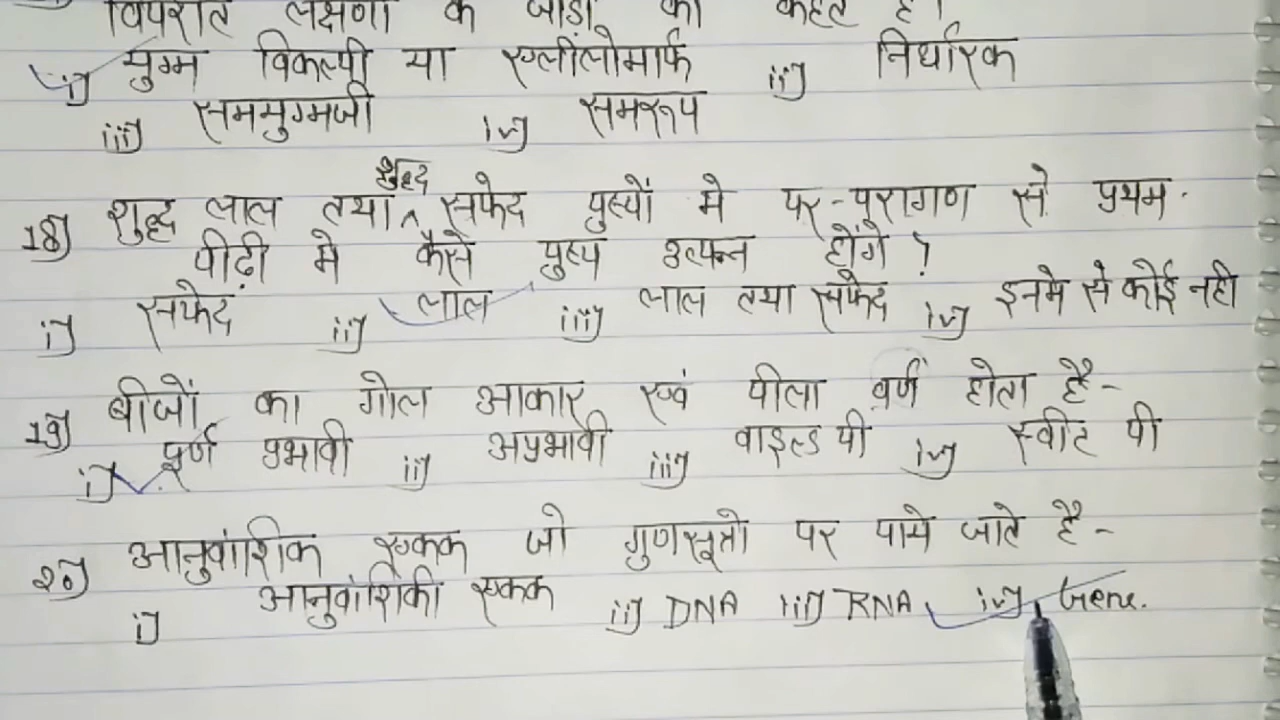 विपरीत लक्षणों के जोड़ों को कहते है।
i) युग्म विकल्पी या एलीलोमार्फ ii) निर्धारक
iii) समयुग्मजी iv) समरूप
18) शुद्ध लाल तथा शुद्ध सफेद पुष्पों मे पर-परागण से प्रथम
पीढ़ी मे कैसे पुष्प उत्पन्न होंगे ?
i) सफेद ii) लाल iii) लाल तथा सफेद iv) इनमे से कोई नही
19) बीजों का गोल आकार एवं पीला वर्ण होता है-
i) पूर्ण प्रभावी ii) अप्रभावी iii) वाइल्ड पी iv) स्वीट पी
२०) आनुवांशिक एकक जो गुणसूत्रो पर पाये जाते है-
i) आनुवांशिकी एकक ii) DNA iii) RNA iv) Gene.